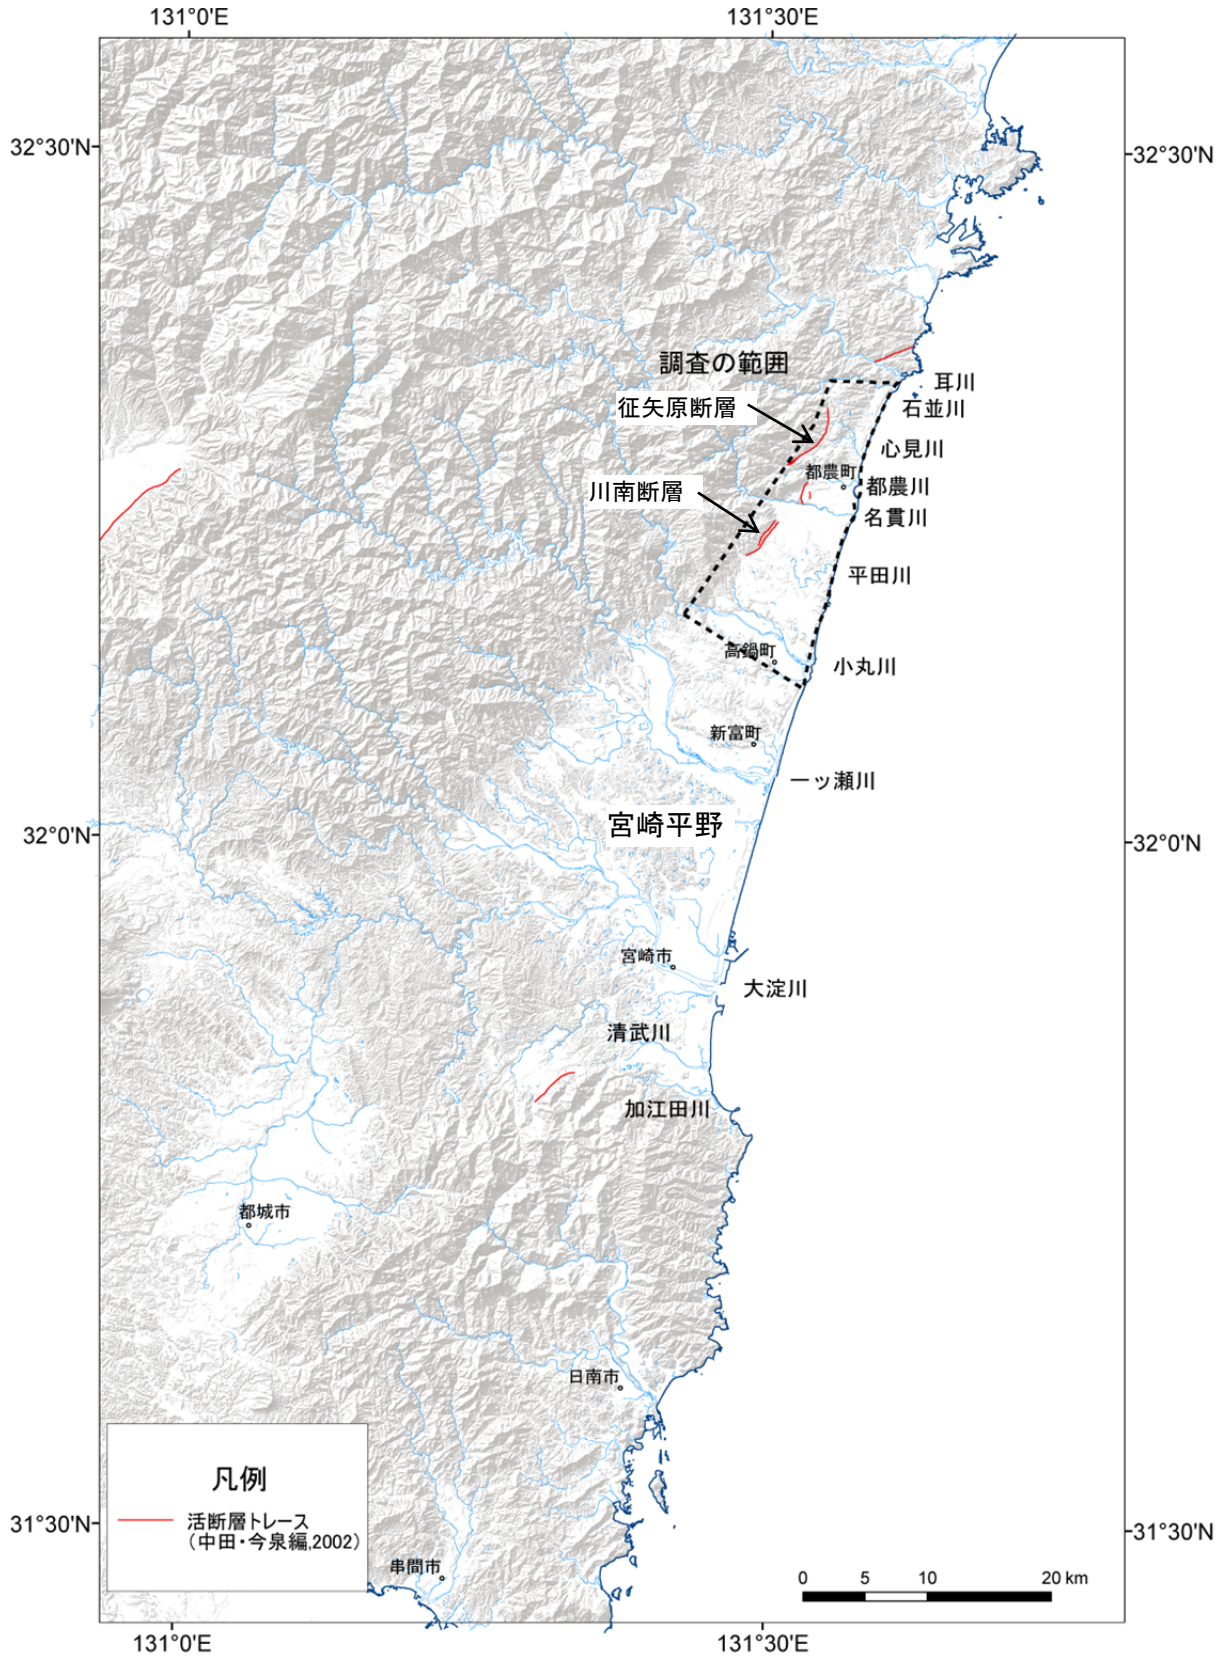 131°0'E
131°30'E
32°30'N
32°30'N
調査の範囲
耳川
征矢原断層
石並川
心見川
都農町
都農川
川南断層
名貫川
平田川
高鍋町
小丸川
新富町
一ッ瀬川
宮崎平野
32°0'N
32°0'N
宮崎市
大淀川
清武川
加江田川
都城市
日南市
凡例
活断層トレース
(中田・今泉編,2002)
31°30'N
31°30'N
串間市
0 5 10 20 km
131°0'E
131°30'E